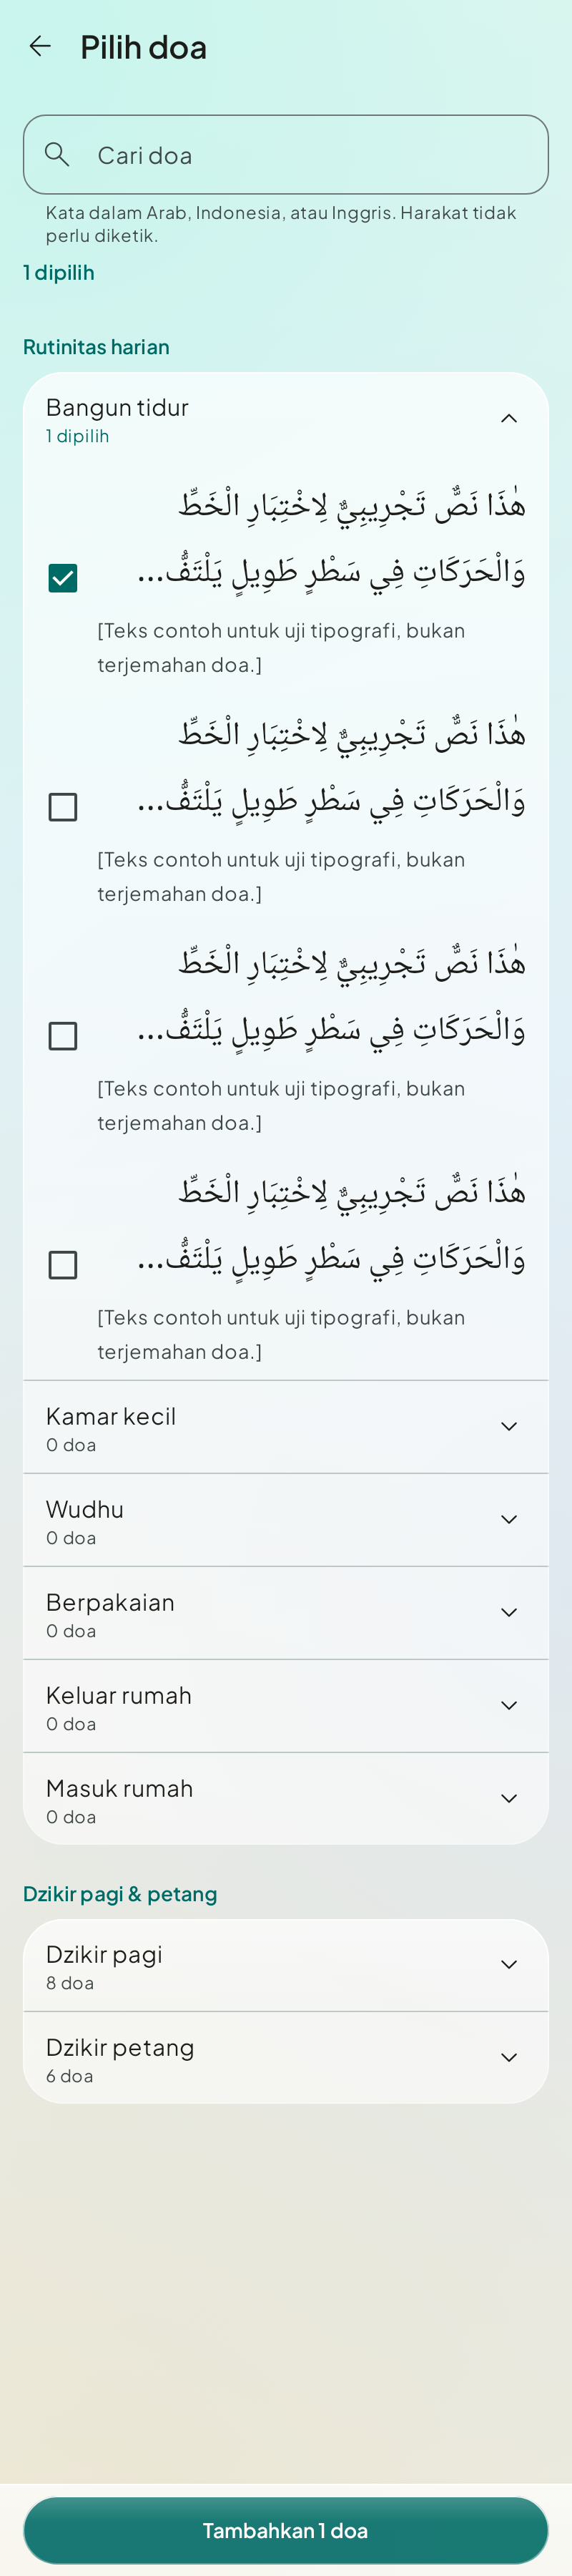 Pilih doa
Cari doa
Kata dalam Arab, Indonesia, atau Inggris. Harakat tidak
perlu diketik.
1 dipilih
Rutinitas harian
Bangun tidur
1 dipilih
هٰذَا نَصٌّ تَجْرِيبِيٌّ لِاخْتِبَارِ الْخَطِّ
وَالْحَرَكَاتِ فِي سَطْرٍ طَوِيلٍ يَلْتَفُّ...
[Teks contoh untuk uji tipografi, bukan
terjemahan doa.]
هٰذَا نَصٌّ تَجْرِيبِيٌّ لِاخْتِبَارِ الْخَطِّ
وَالْحَرَكَاتِ فِي سَطْرٍ طَوِيلٍ يَلْتَفُّ...
[Teks contoh untuk uji tipografi, bukan
terjemahan doa.]
هٰذَا نَصٌّ تَجْرِيبِيٌّ لِاخْتِبَارِ الْخَطِّ
وَالْحَرَكَاتِ فِي سَطْرٍ طَوِيلٍ يَلْتَفُّ...
[Teks contoh untuk uji tipografi, bukan
terjemahan doa.]
هٰذَا نَصٌّ تَجْرِيبِيٌّ لِاخْتِبَارِ الْخَطِّ
وَالْحَرَكَاتِ فِي سَطْرٍ طَوِيلٍ يَلْتَفُّ...
[Teks contoh untuk uji tipografi, bukan
terjemahan doa.]
Kamar kecil
0 doa
Wudhu
0 doa
Berpakaian
0 doa
Keluar rumah
0 doa
Masuk rumah
0 doa
Dzikir pagi & petang
Dzikir pagi
8 doa
Dzikir petang
6 doa
Tambahkan 1 doa